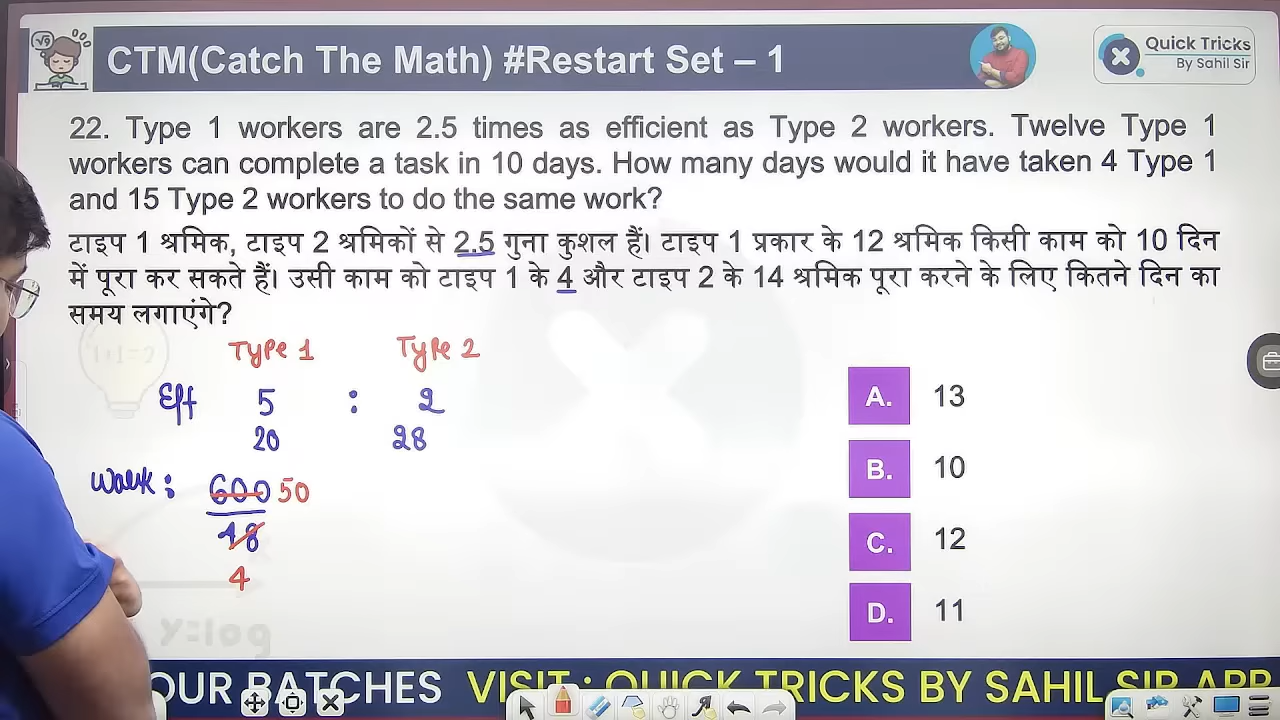 CTM(Catch The Math) #Restart Set – 1
Quick Tricks
By Sahil Sir
22. Type 1 workers are 2.5 times as efficient as Type 2 workers. Twelve Type 1
workers can complete a task in 10 days. How many days would it have taken 4 Type 1
and 15 Type 2 workers to do the same work?
टाइप 1 श्रमिक, टाइप 2 श्रमिकों से 2.5 गुना कुशल हैं। टाइप 1 प्रकार के 12 श्रमिक किसी काम को 10 दिन
में पूरा कर सकते हैं। उसी काम को टाइप 1 के 4 और टाइप 2 के 14 श्रमिक पूरा करने के लिए कितने दिन का
समय लगाएंगे?
1+1=2
Type 1 Type 2
Eff 5 : 2
20 28
Work : 600 50
48
4
A. 13
B. 10
C. 12
D. 11
y=log
OUR BATCHES VISIT : QUICK TRICKS BY SAHIL SIR APP